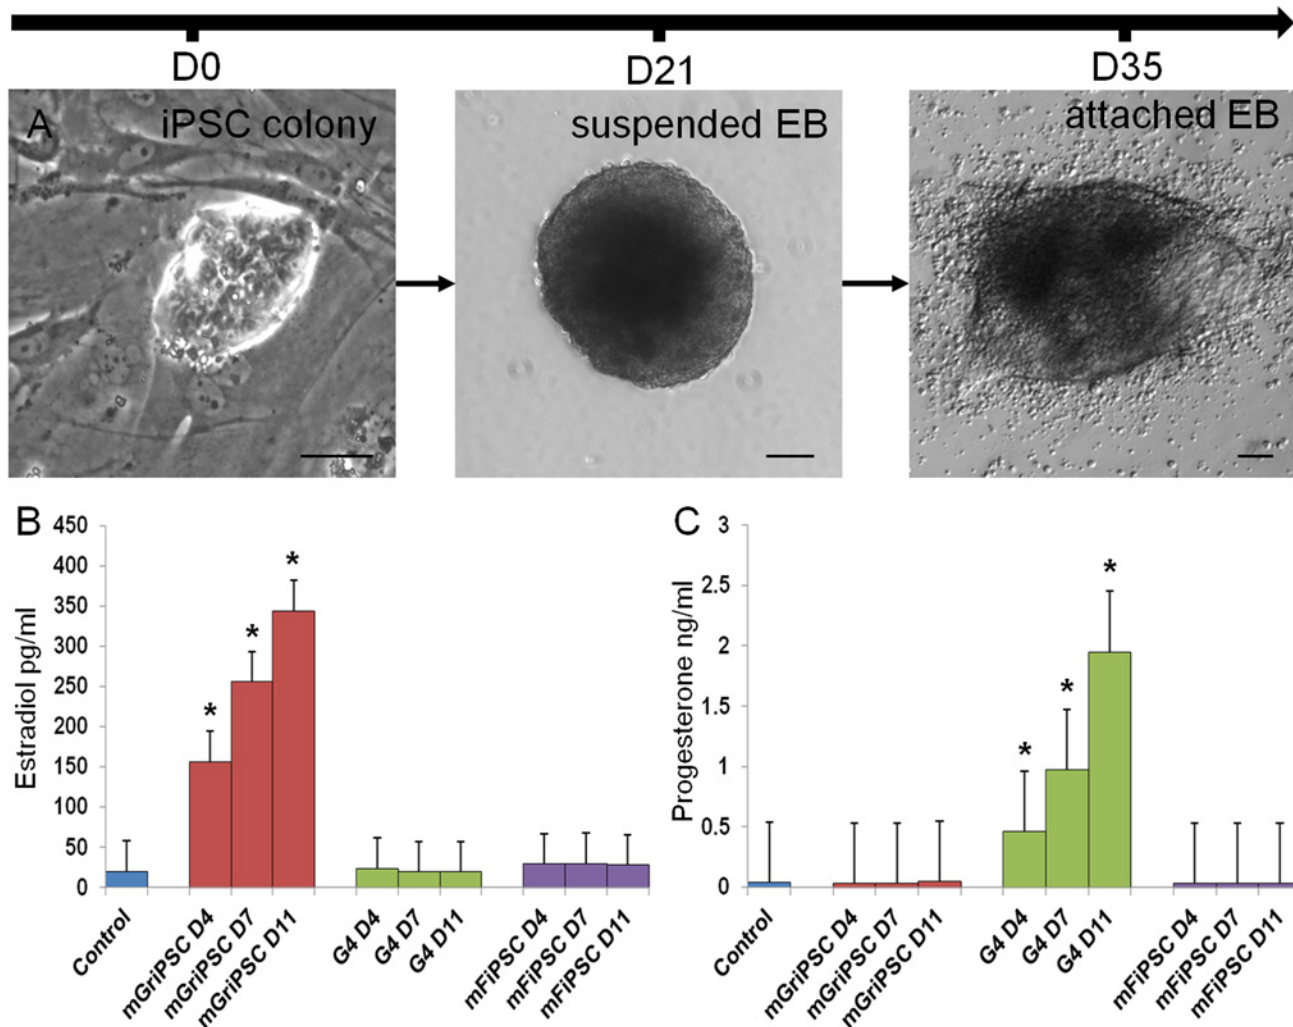 D0
D21
D35
A
iPSC colony
suspended EB
attached EB
B
450
400
350
300
250
200
150
100
50
0
Estradiol pg/ml
*
*
*
Control
mGriPSC D4
mGriPSC D7
mGriPSC D11
G4 D4
G4 D7
G4 D11
mFiPSC D4
mFiPSC D7
mFiPSC D11
C
3
2.5
2
1.5
1
0.5
0
Progesterone ng/ml
*
*
*
Control
mGriPSC D4
mGriPSC D7
mGriPSC D11
G4 D4
G4 D7
G4 D11
mFiPSC D4
mFiPSC D7
mFiPSC D11